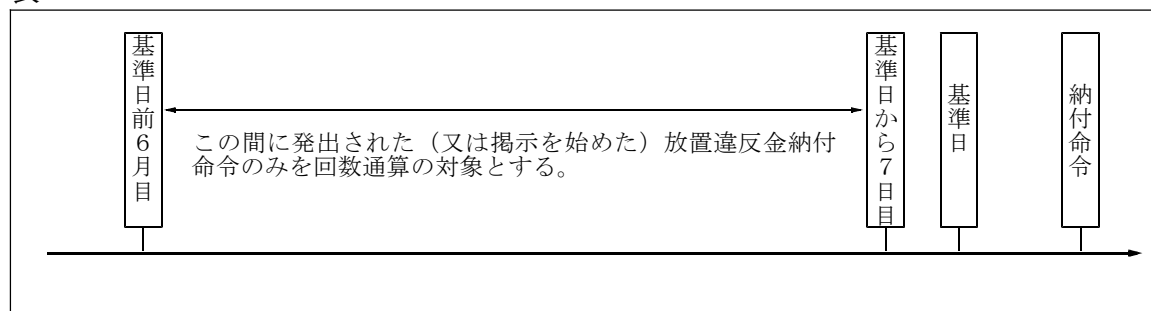 基準日前6月目
この間に発出された（又は掲示を始めた）放置違反金納付
命令のみを回数通算の対象とする。
基準日から7日目
基準日
納付命令